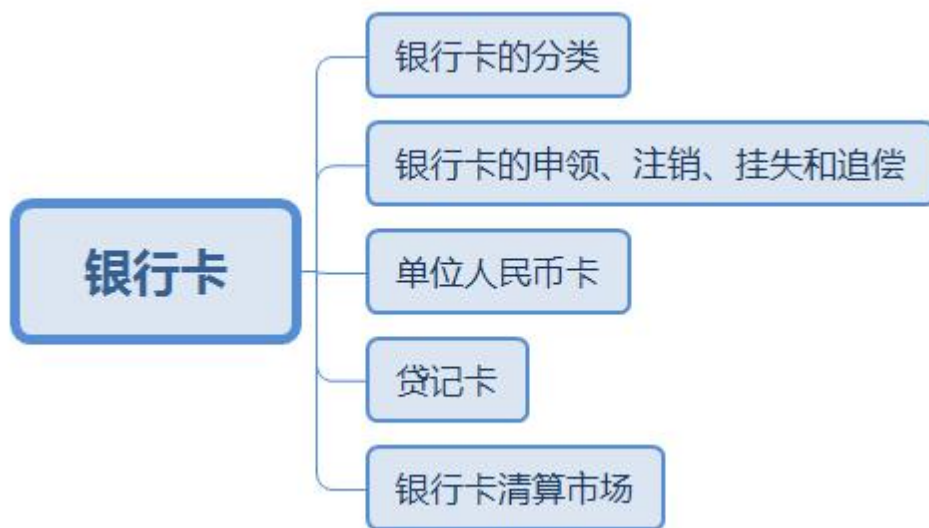 银行卡
银行卡的分类
银行卡的申领、注销、挂失和追偿
单位人民币卡
贷记卡
银行卡清算市场